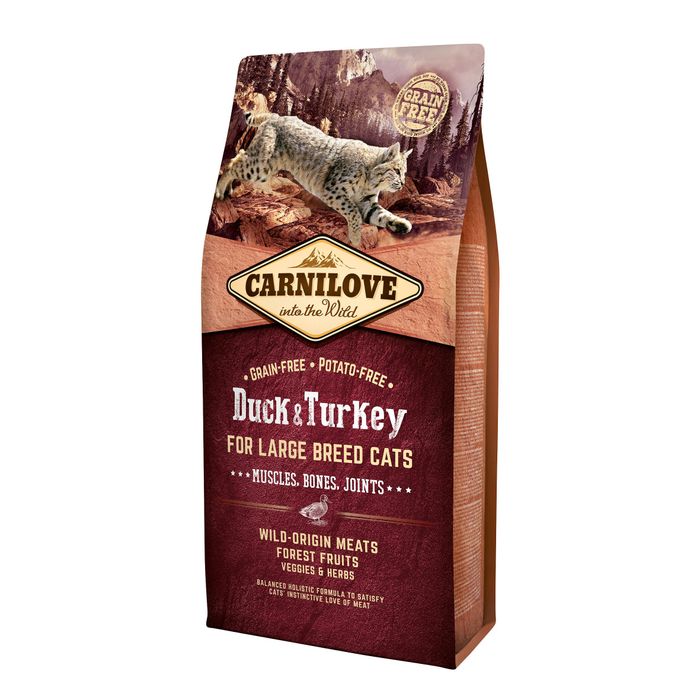 GRAIN
FREE
CARNILOVE
into the Wild
• GRAIN-FREE • POTATO-FREE •
Duck & Turkey
FOR LARGE BREED CATS
*** MUSCLES, BONES, JOINTS ***
WILD-ORIGIN MEATS
FOREST FRUITS
VEGGIES & HERBS
BALANCED HOLISTIC FORMULA TO SATISFY
CATS' INSTINCTIVE LOVE OF MEAT